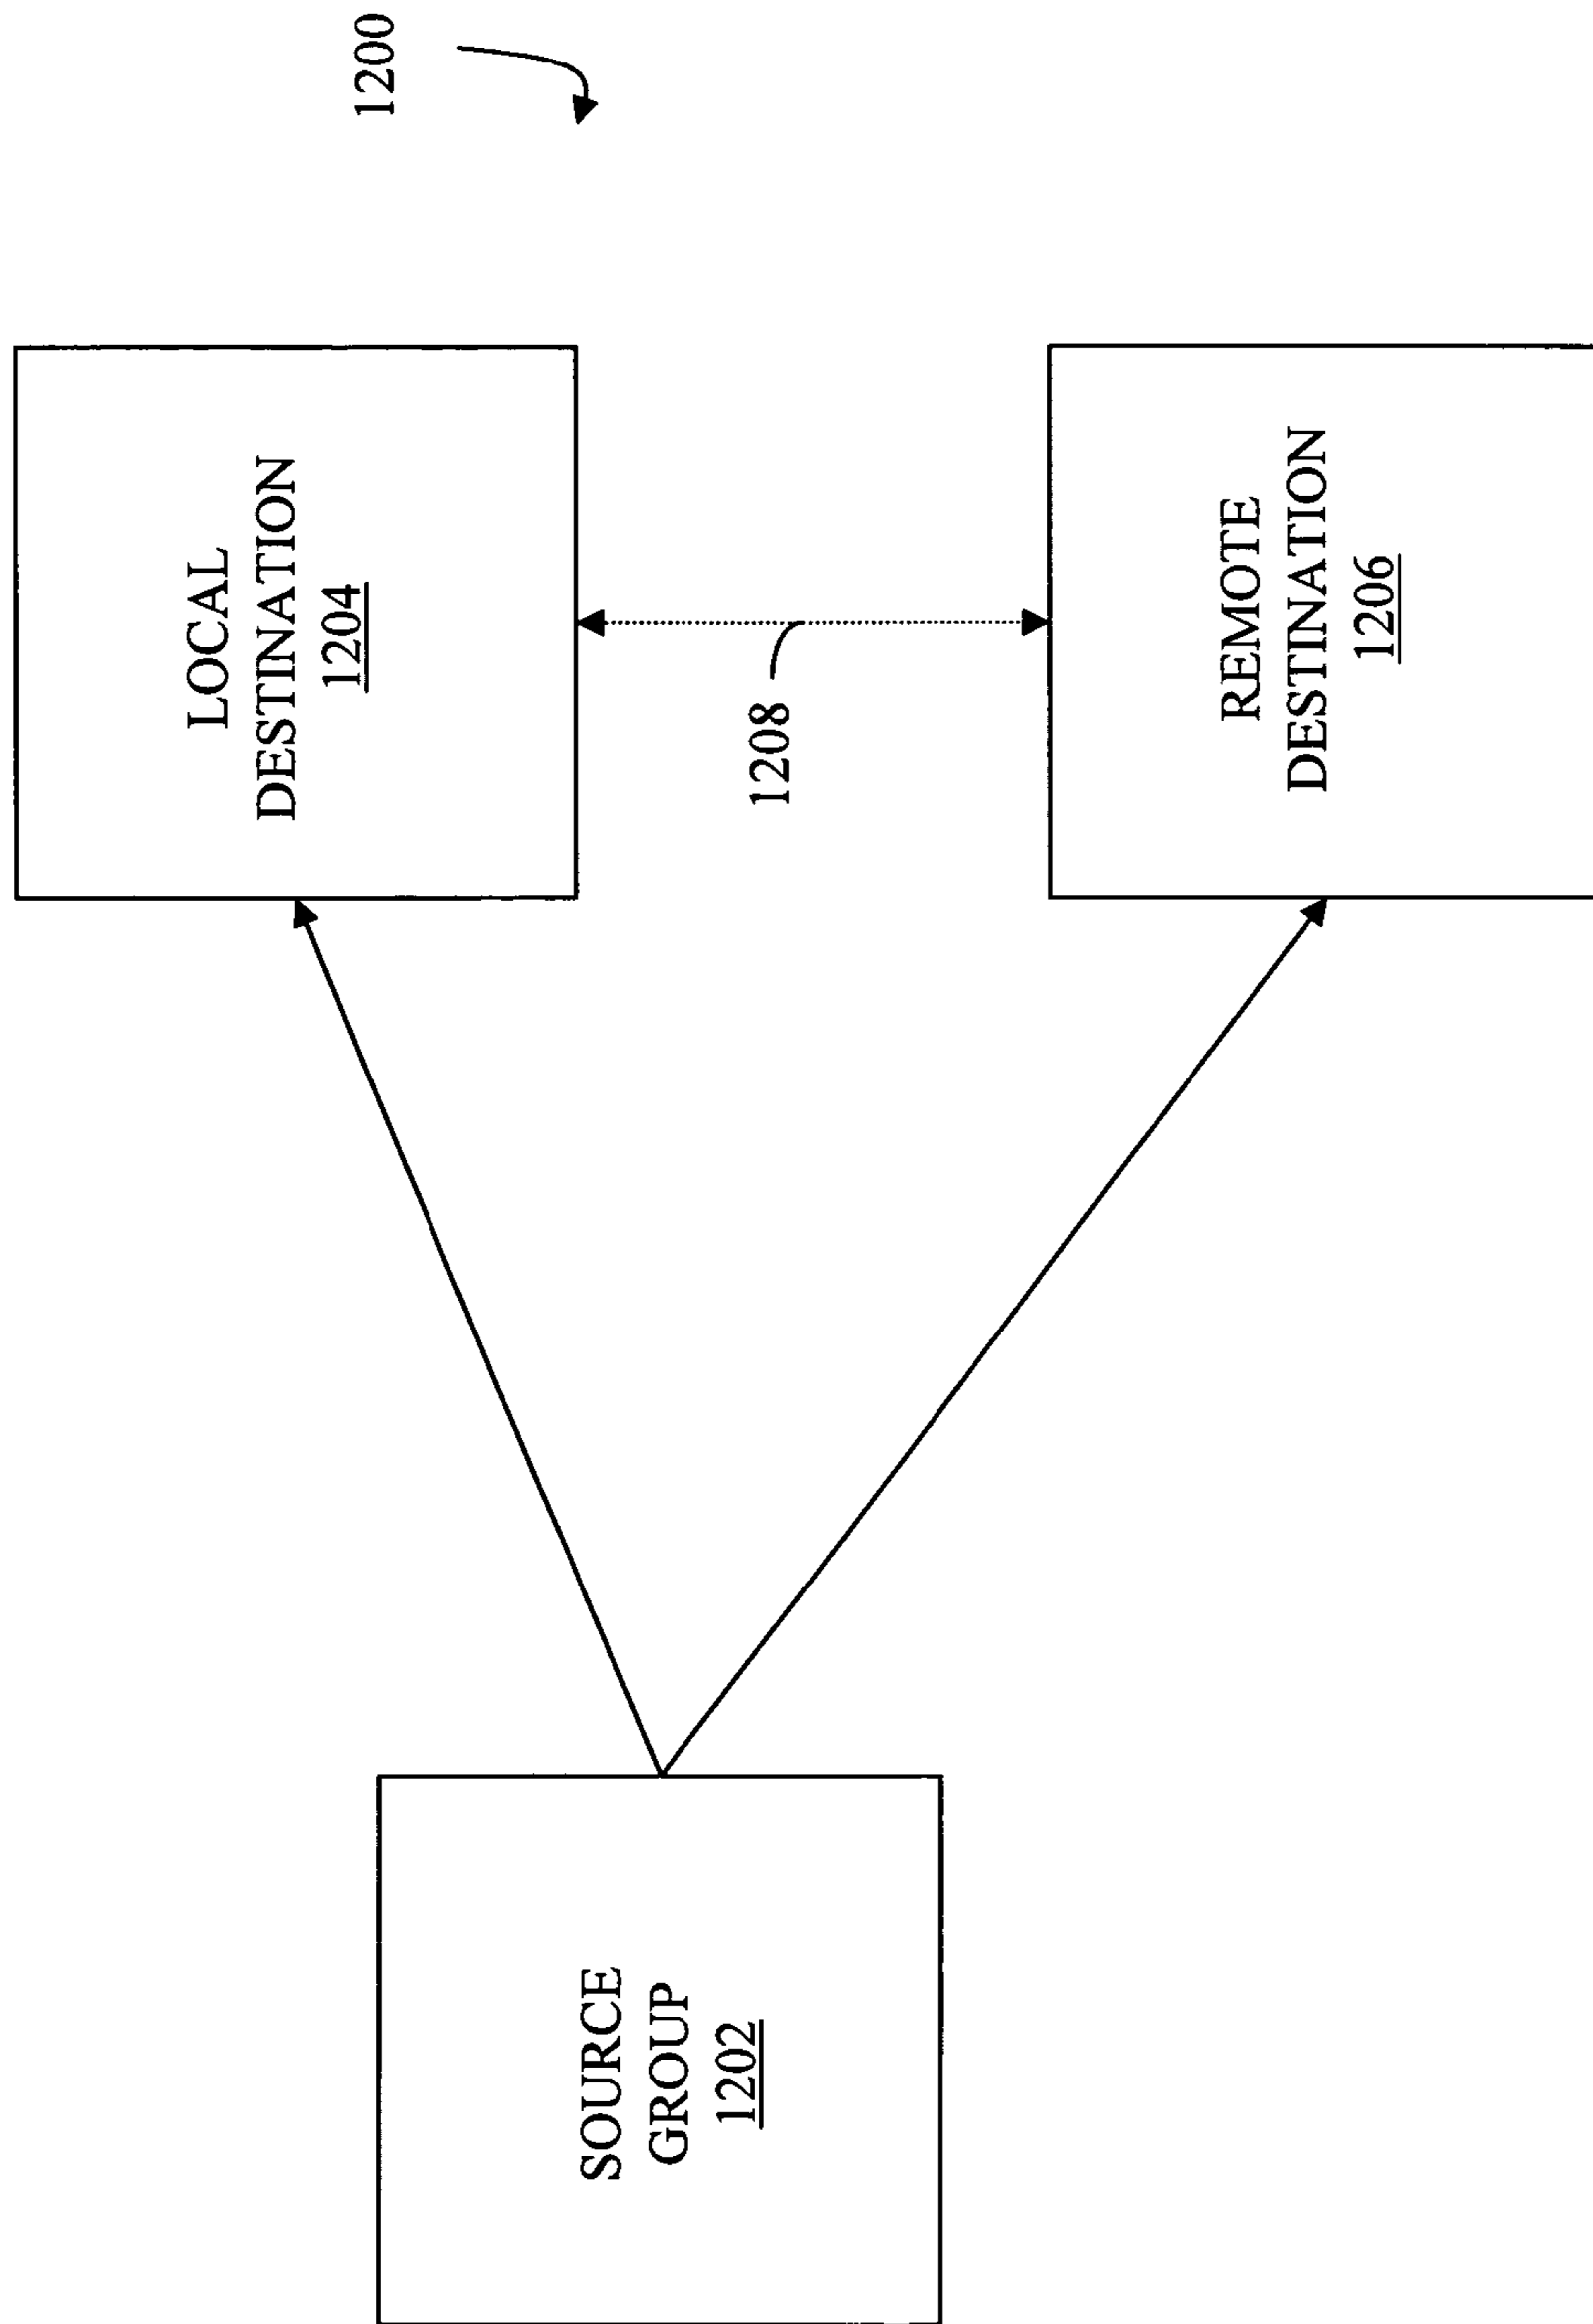 1200
LOCAL
DESTINATION
1204
1208
REMOTE
DESTINATION
1206
SOURCE
GROUP
1202